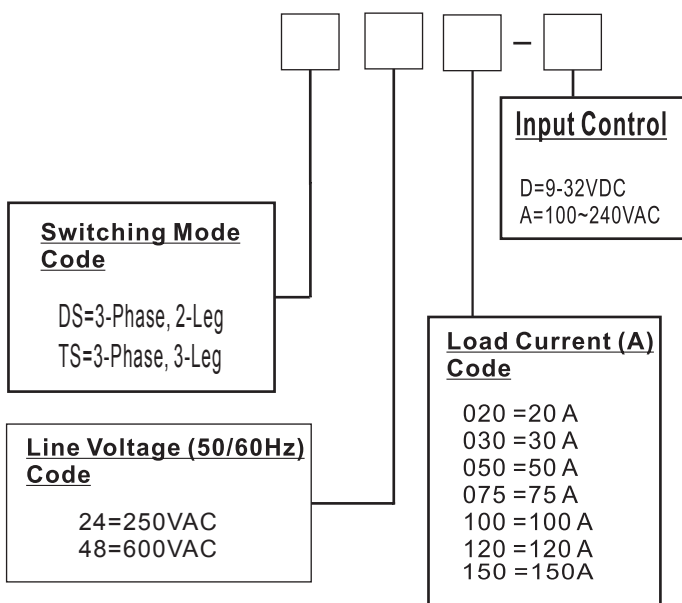 –
Input Control
D=9-32VDC
A=100~240VAC
Switching Mode
Code
DS=3-Phase, 2-Leg
TS=3-Phase, 3-Leg
Load Current (A)
Code
020 =20 A
030 =30 A
050 =50 A
075 =75 A
100 =100 A
120 =120 A
150 =150A
Line Voltage (50/60Hz)
Code
24=250VAC
48=600VAC